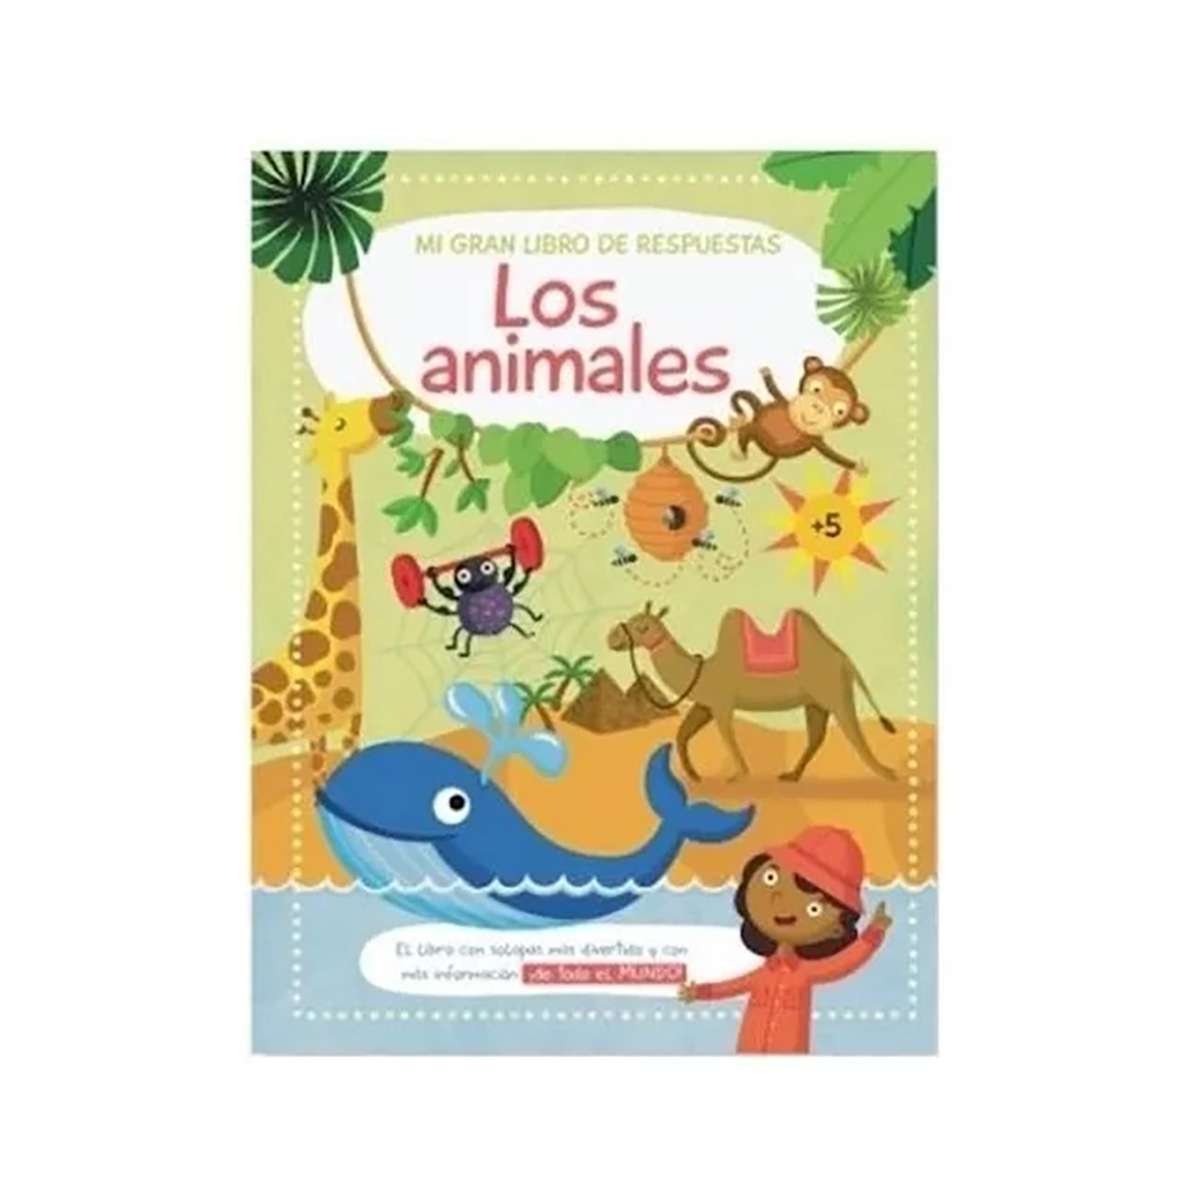 MI GRAN LIBRO DE RESPUESTAS
Los
animales
+5
EL Libro con solapas más divertido y con
más información ¡de todo el MUNDO!